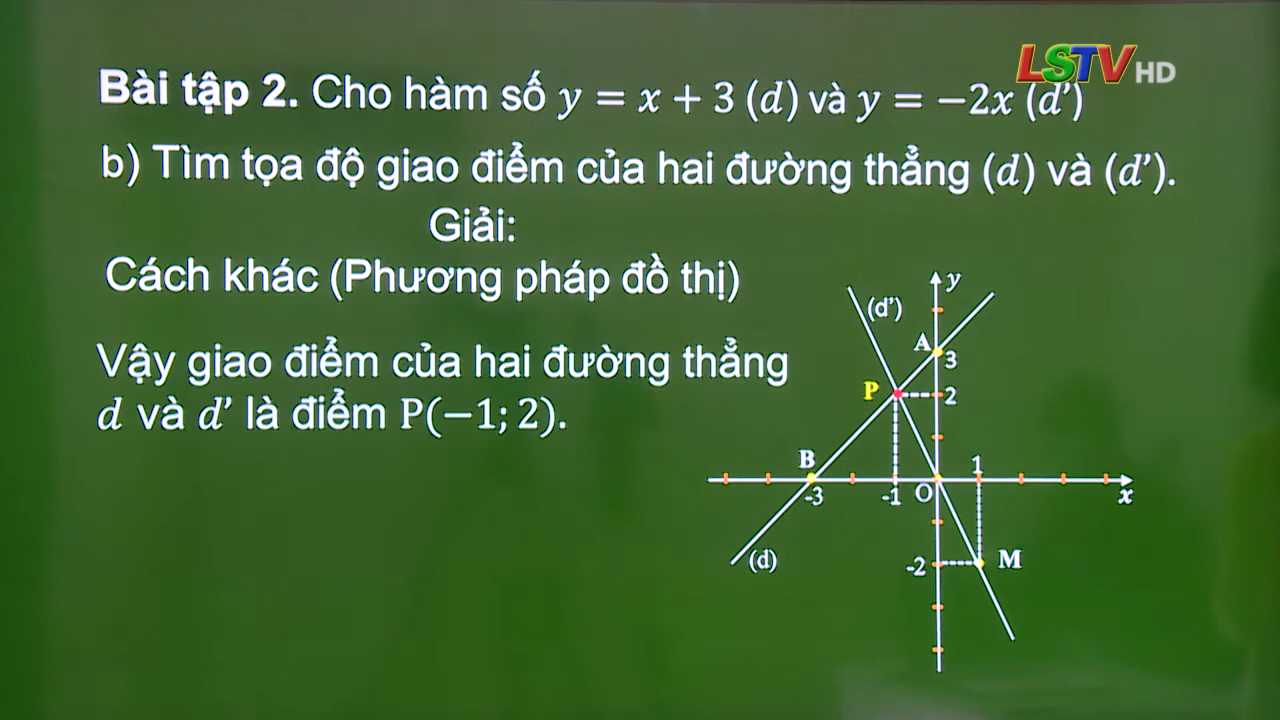 LSTV HD
Bài tập 2. Cho hàm số y = x + 3 (d) và y = −2x (d’)
b) Tìm tọa độ giao điểm của hai đường thẳng (d) và (d’).
Giải:
Cách khác (Phương pháp đồ thị)
Vậy giao điểm của hai đường thẳng
d và d’ là điểm P(−1; 2).
y
(d’)
A
3
P
2
B
1
-3
-1
O
x
(d)
-2
M